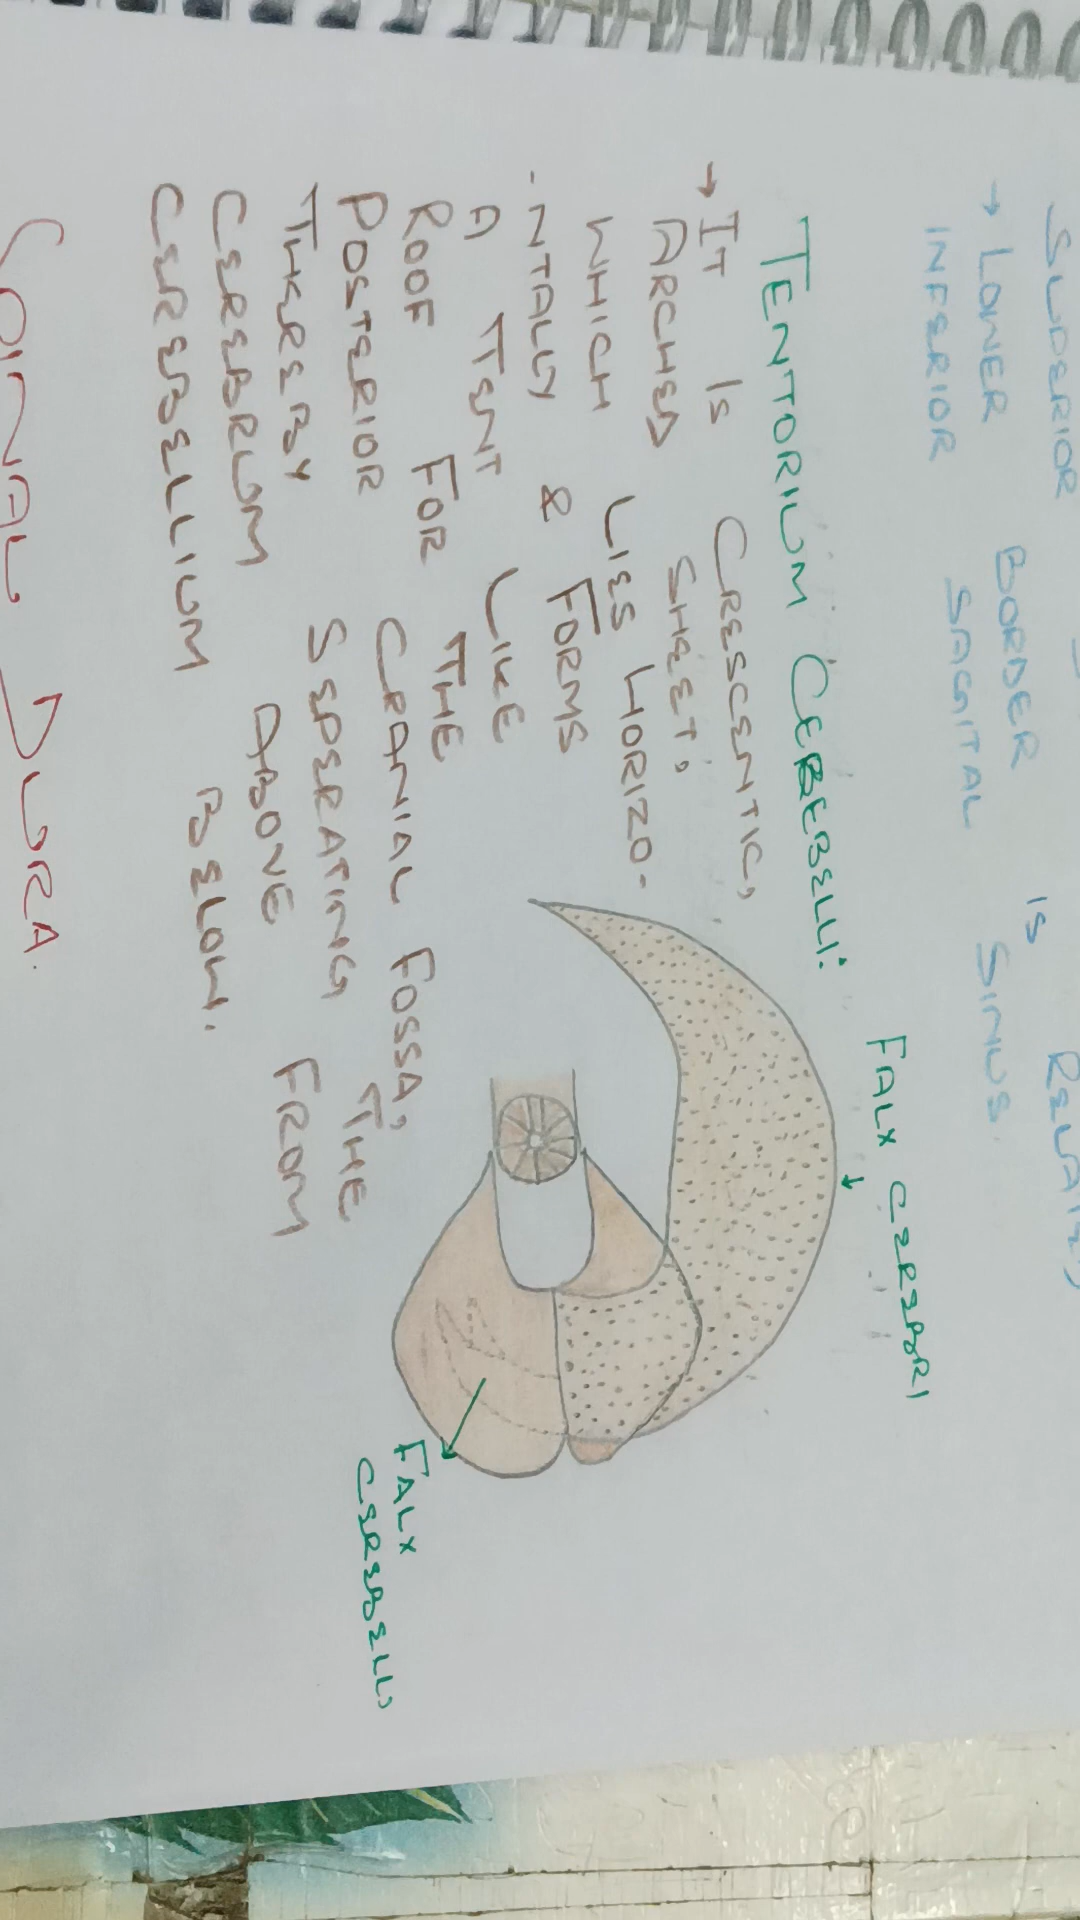 SUPERIOR
→ LOWER BORDER IS RELATED
INFERIOR SAGITAL SINUS.
TENTORIUM CEREBELLI:
→ IT IS CRESCENTIC,
ARCHED SHEET,
WHICH LIES HORIZO-
-NTALLY & FORMS
A TENT LIKE
ROOF FOR THE
POSTERIOR CRANIAL FOSSA,
THEREBY SEPERATING THE
CEREBRUM ABOVE FROM
CEREBELLIUM BELOW.
FALX CEREBRI
FALX
CEREBELLI
SPINAL DURA.